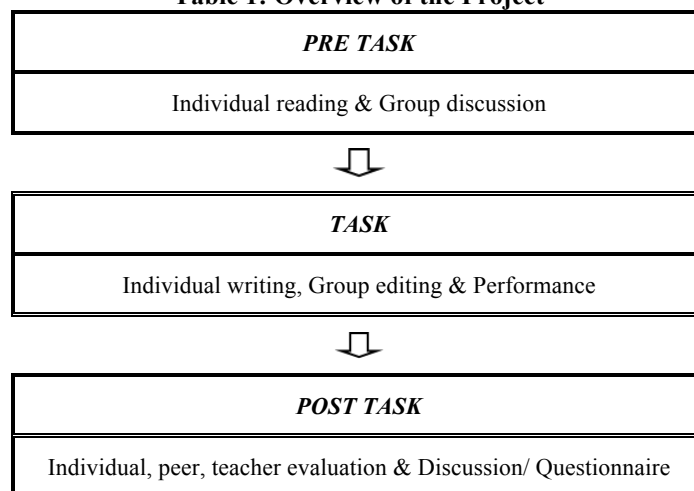 Table 1: Overview of the Project
PRE TASK
Individual reading & Group discussion
TASK
Individual writing, Group editing & Performance
POST TASK
Individual, peer, teacher evaluation & Discussion/ Questionnaire